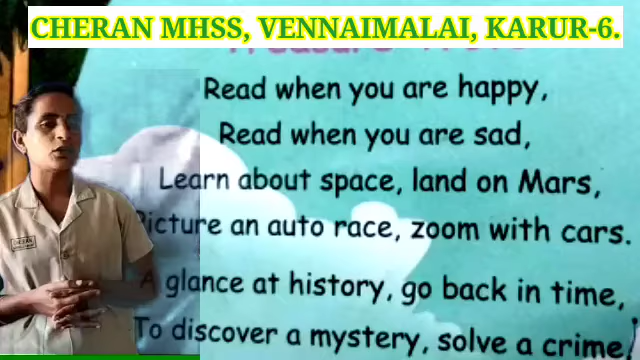 CHERAN MHSS, VENNAIMALAI, KARUR-6.
Read when you are happy,
Read when you are sad,
Learn about space, land on Mars,
Picture an auto race, zoom with cars.
A glance at history, go back in time,
To discover a mystery, solve a crime,
CHERAN